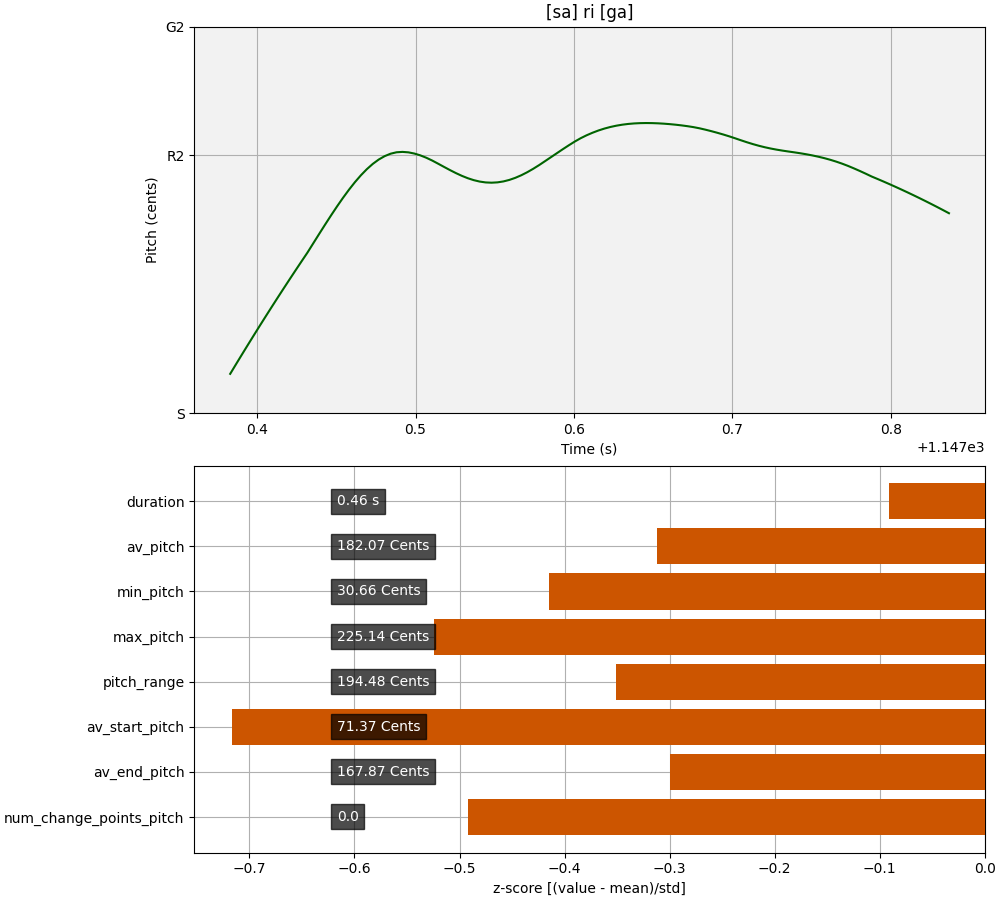 [sa] ri [ga]
G2
R2
S
Pitch (cents)
0.4 0.5 0.6 0.7 0.8
Time (s)
+1.147e3
duration 0.46 s
av_pitch 182.07 Cents
min_pitch 30.66 Cents
max_pitch 225.14 Cents
pitch_range 194.48 Cents
av_start_pitch 71.37 Cents
av_end_pitch 167.87 Cents
num_change_points_pitch 0.0
−0.7 −0.6 −0.5 −0.4 −0.3 −0.2 −0.1 0.0
z-score [(value - mean)/std]